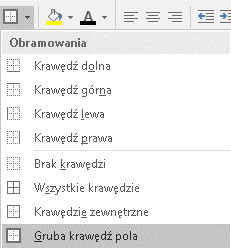 A
Obramowania
Krawędź dolna
Krawędź górna
Krawędź lewa
Krawędź prawa
Brak krawędzi
Wszystkie krawędzie
Krawędzie zewnętrzne
Gruba krawędź pola